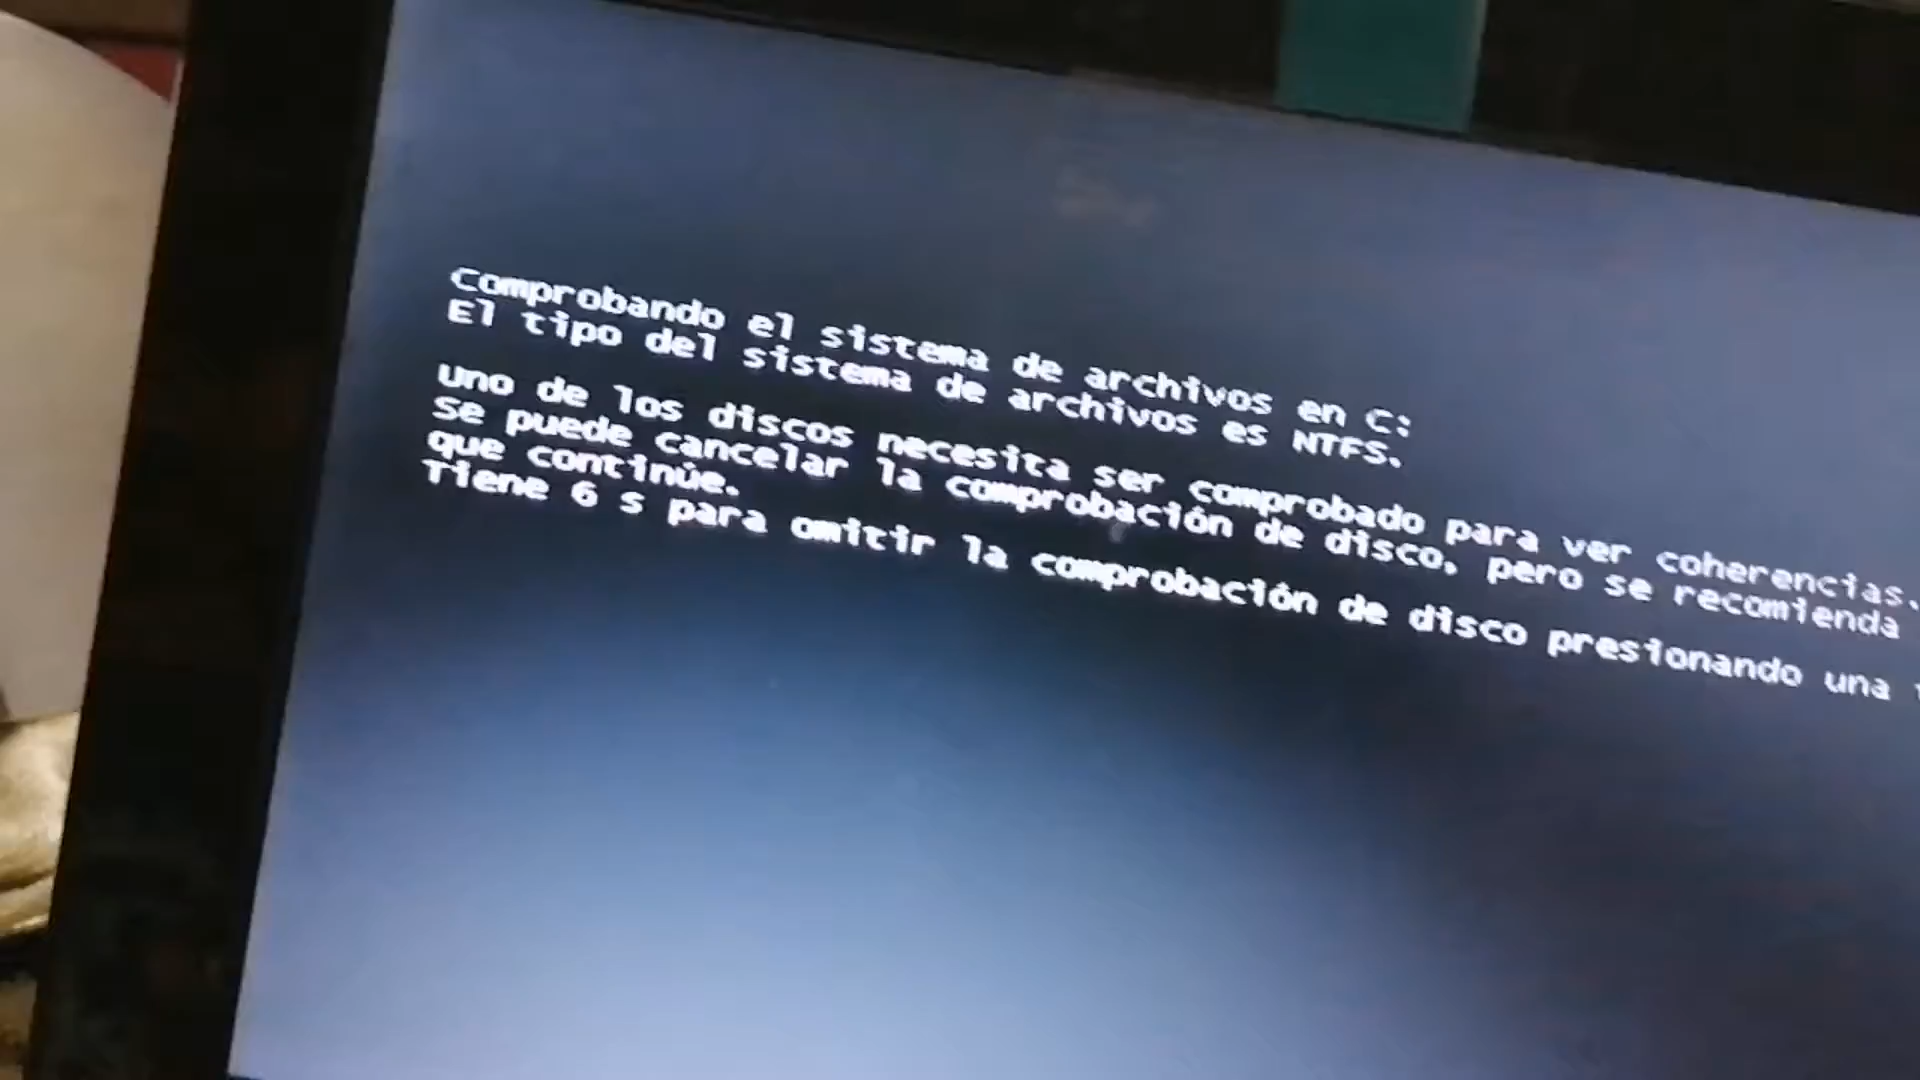 Comprobando el sistema de archivos en C:
El tipo del sistema de archivos es NTFS.
Uno de los discos necesita ser comprobado para ver coherencias.
Se puede cancelar la comprobación de disco, pero se recomienda
que continúe.
Tiene 6 s para omitir la comprobación de disco presionando una